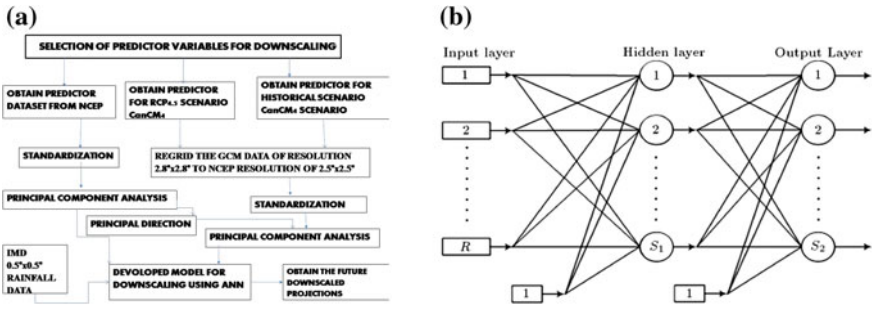 (a)
SELECTION OF PREDICTOR VARIABLES FOR DOWNSCALING
OBTAIN PREDICTOR
DATASET FROM NCEP
OBTAIN PREDICTOR
FOR RCP4.5 SCENARIO
CanCM4
OBTAIN PREDICTOR FOR
HISTORICAL SCENARIO
CanCM4 SCENARIO
STANDARDIZATION
REGRID THE GCM DATA OF RESOLUTION
2.8°x2.8° TO NCEP RESOLUTION OF 2.5°x2.5°
PRINCIPAL COMPONENT ANALYSIS
STANDARDIZATION
PRINCIPAL DIRECTION
PRINCIPAL COMPONENT ANALYSIS
IMD
0.5°x0.5°
RAINFALL
DATA
DEVOLOPED MODEL FOR
DOWNSCALING USING ANN
OBTAIN THE FUTURE
DOWNSCALED
PROJECTIONS
(b)
Input layer
Hidden layer
Output Layer
1
1
1
2
2
2
R
S1
S2
1
1